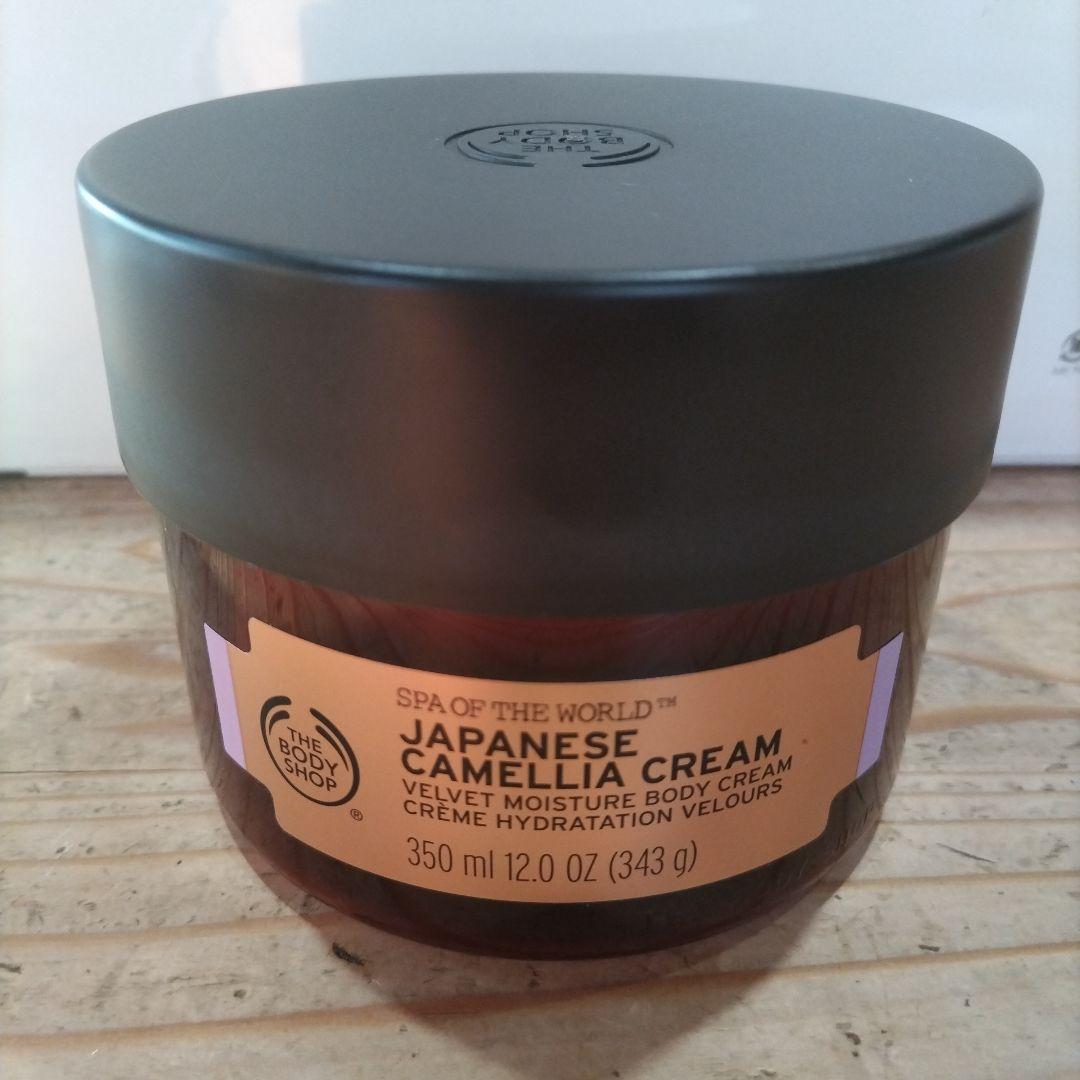 THE
BODY
SHOP
SPA OF THE WORLD™
JAPANESE
CAMELLIA CREAM
VELVET MOISTURE BODY CREAM
CRÈME HYDRATATION VELOURS
350 ml 12.0 OZ (343 g)
THE
BODY
SHOP
®